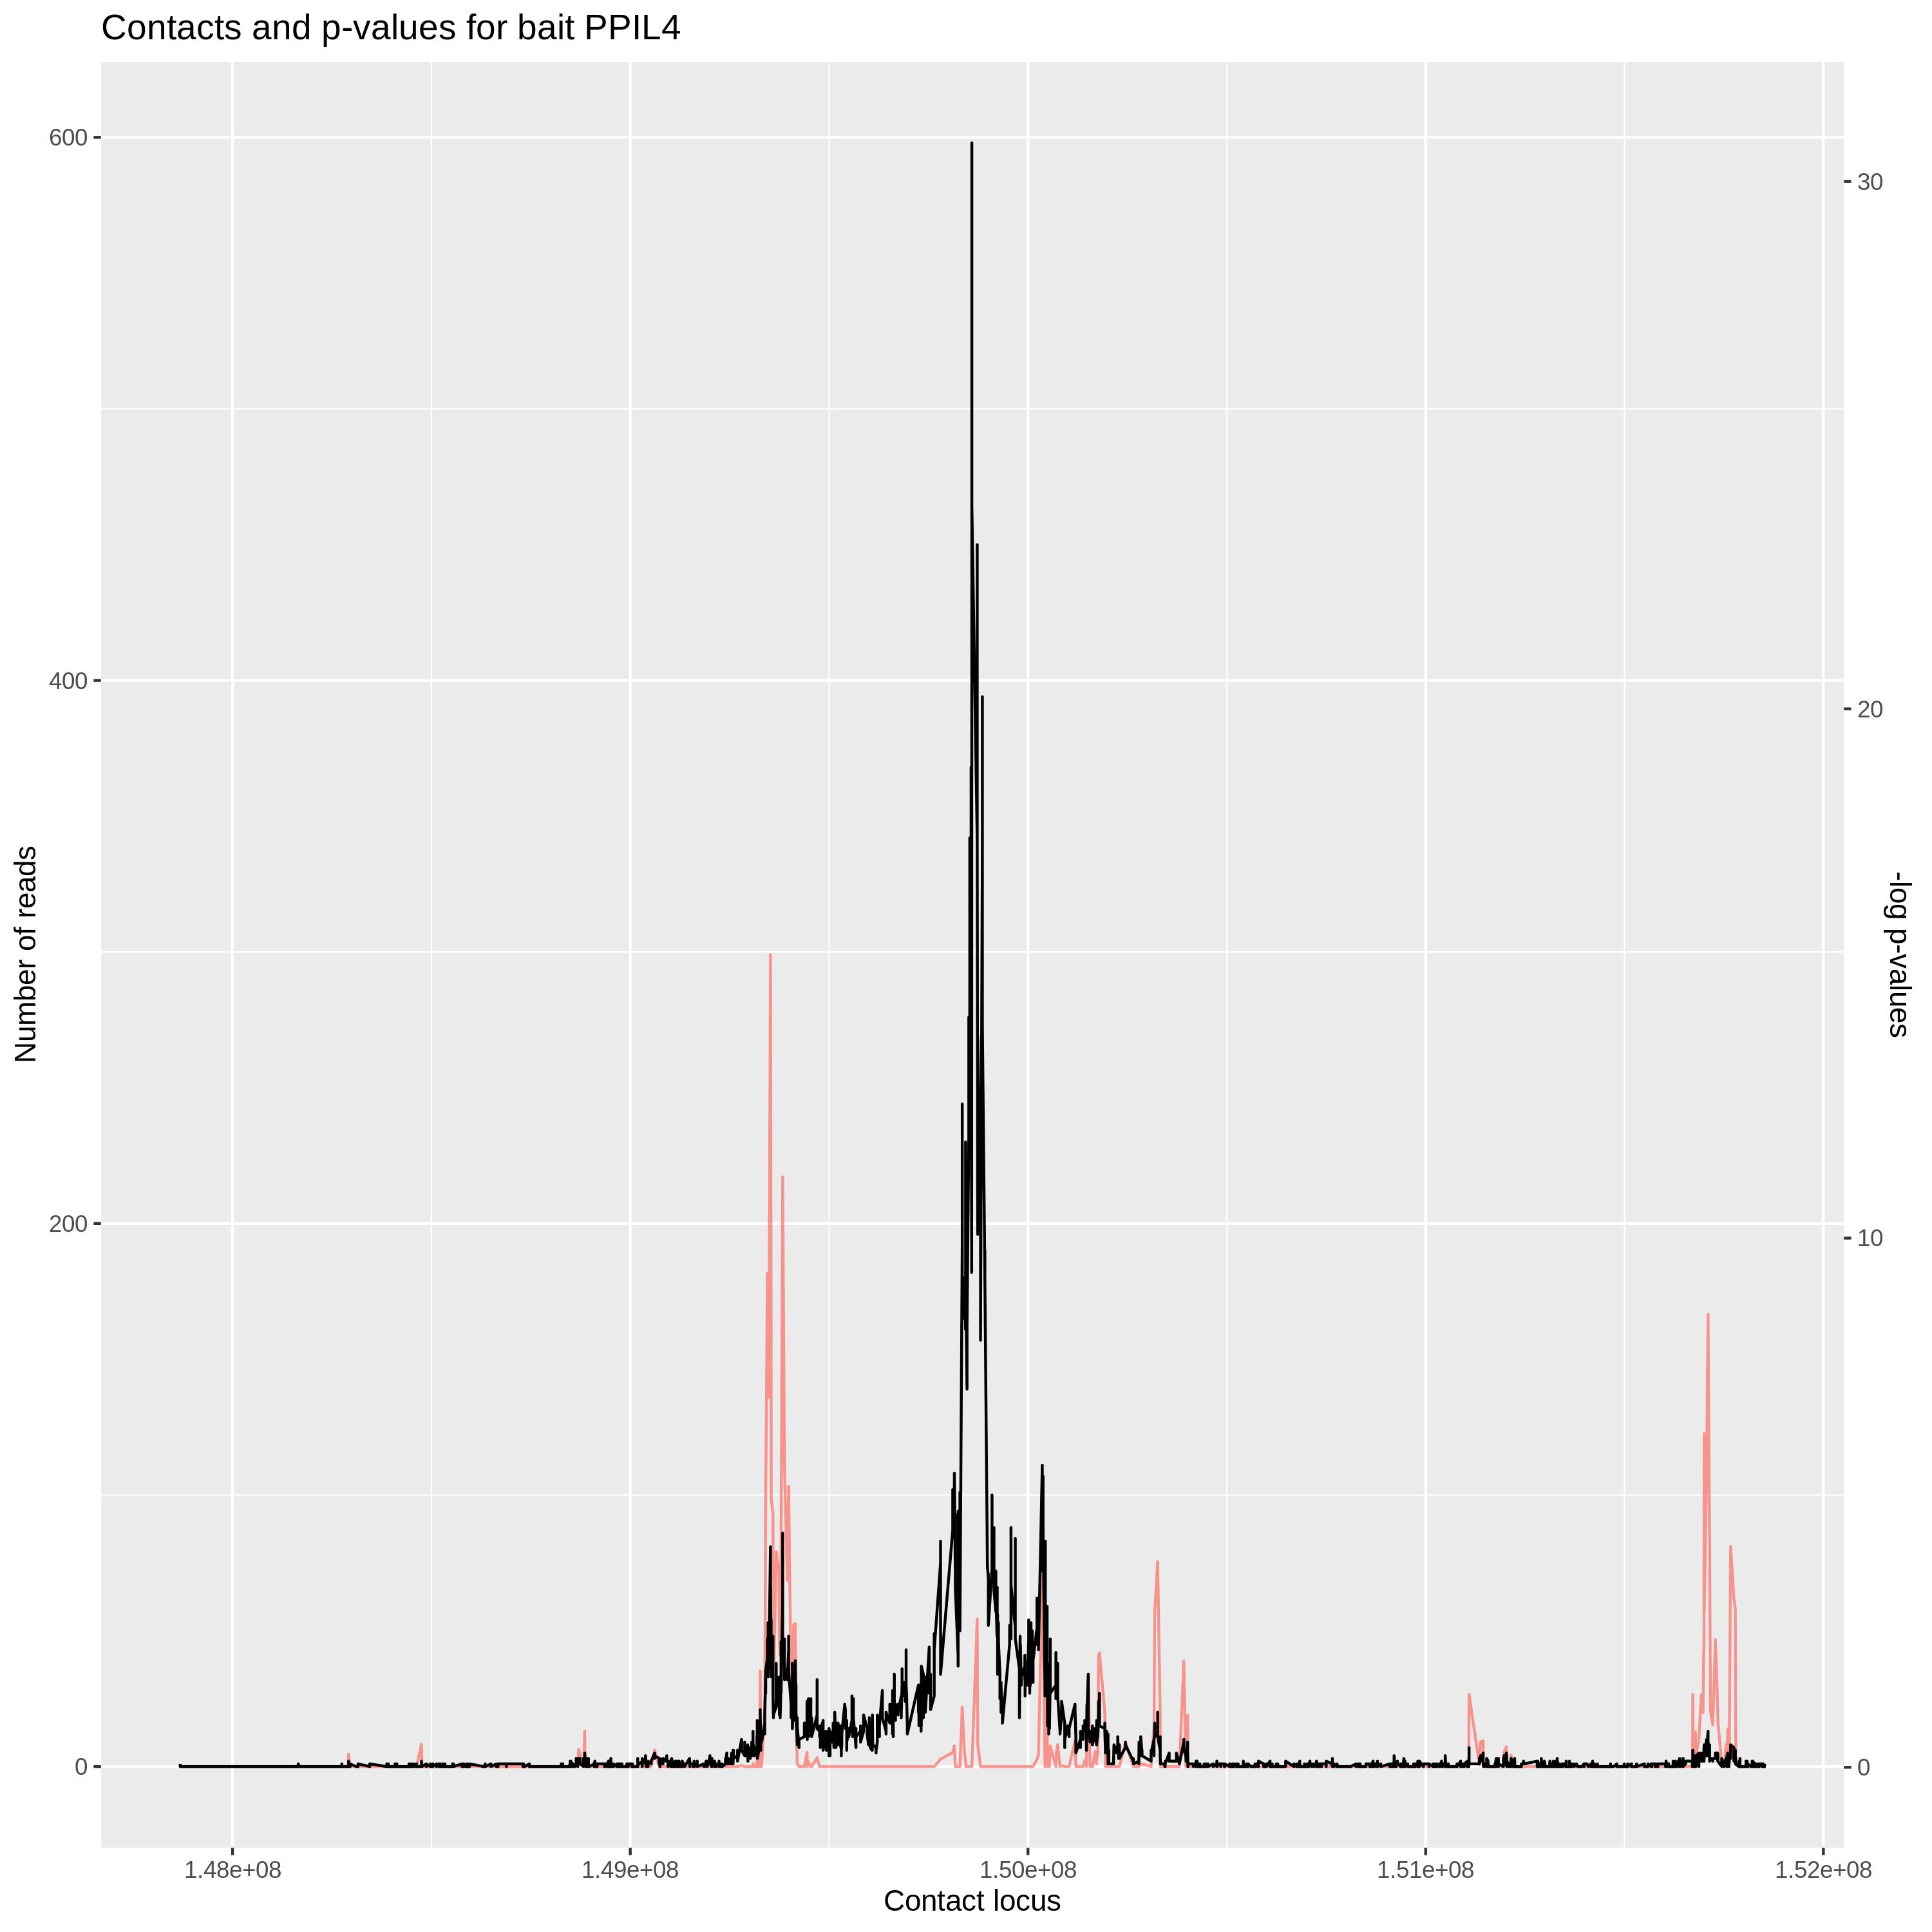 Contacts and p-values for bait PPIL4
600
400
200
0
Number of reads
30
20
10
0
-log p-values
1.48e+08
1.49e+08
1.50e+08
1.51e+08
1.52e+08
Contact locus